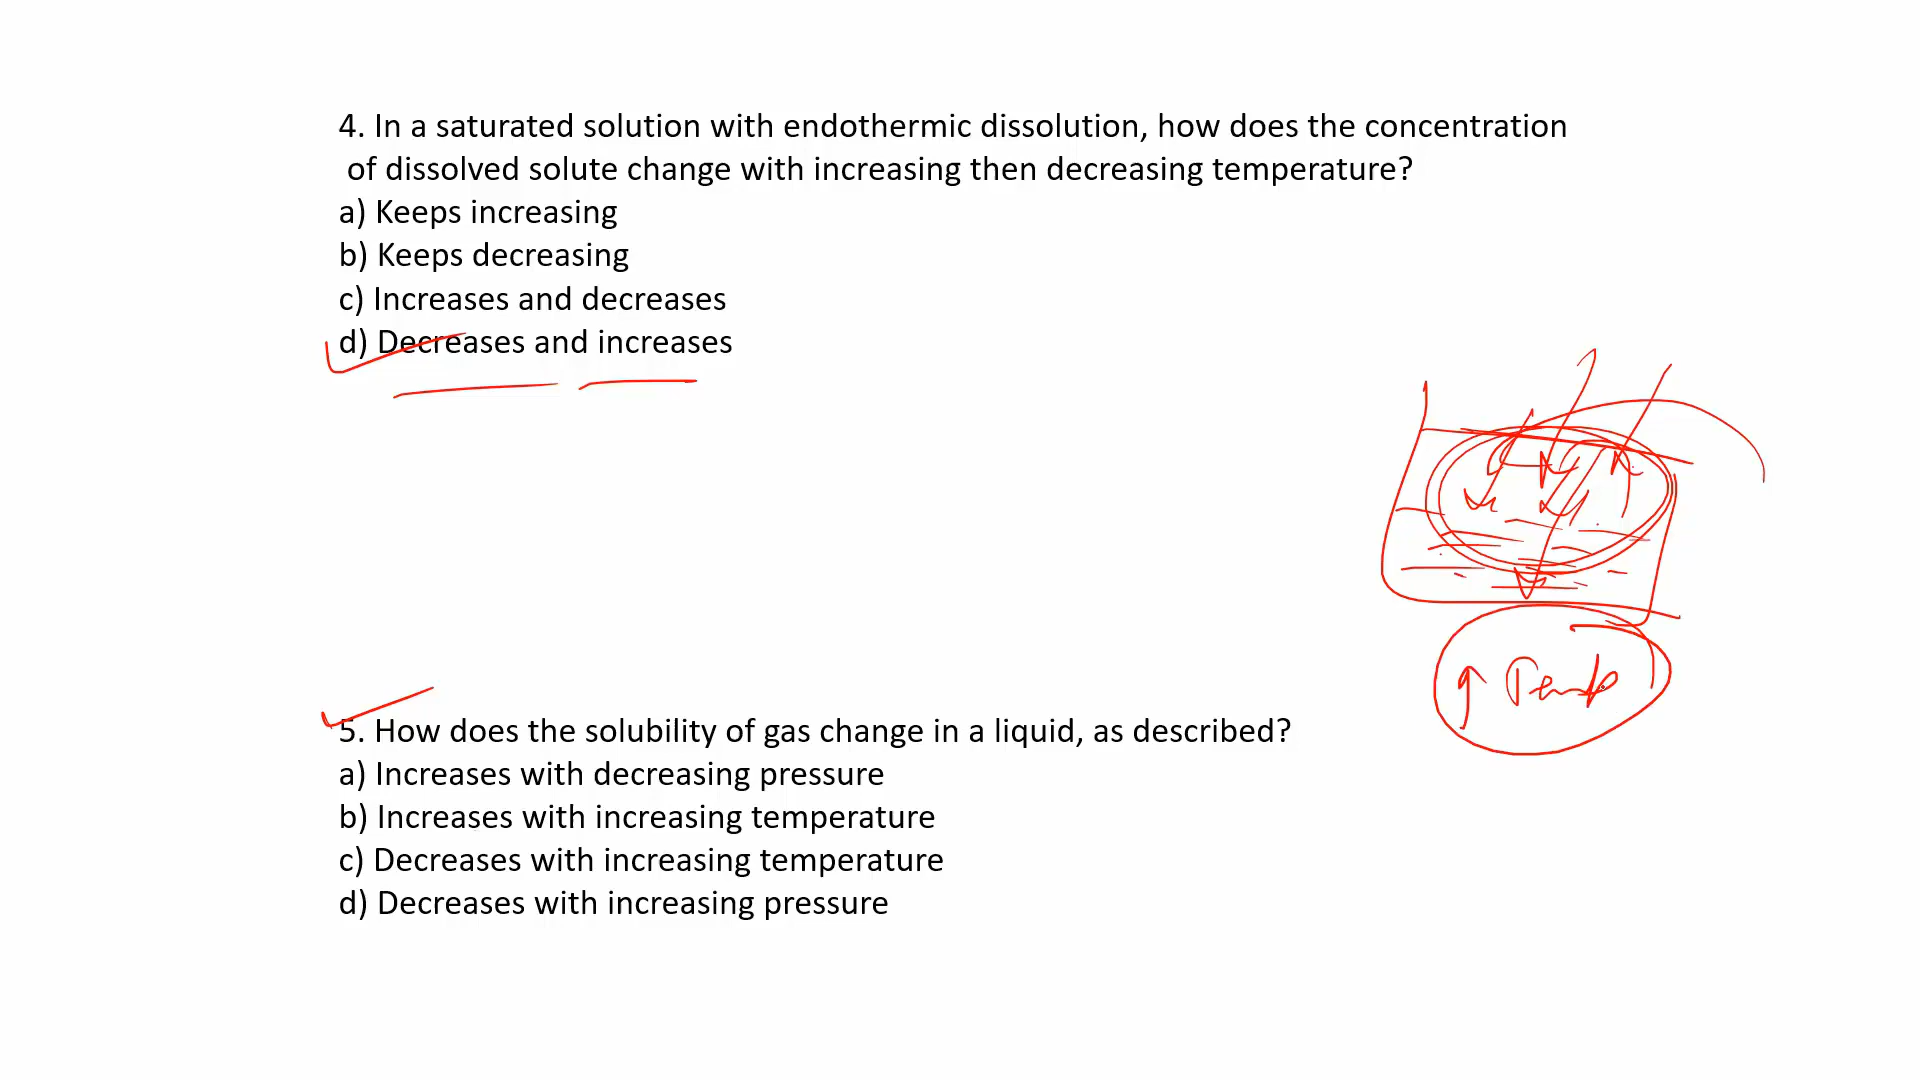 4. In a saturated solution with endothermic dissolution, how does the concentration
of dissolved solute change with increasing then decreasing temperature?
a) Keeps increasing
b) Keeps decreasing
c) Increases and decreases
d) Decreases and increases
↑ Temp
5. How does the solubility of gas change in a liquid, as described?
a) Increases with decreasing pressure
b) Increases with increasing temperature
c) Decreases with increasing temperature
d) Decreases with increasing pressure